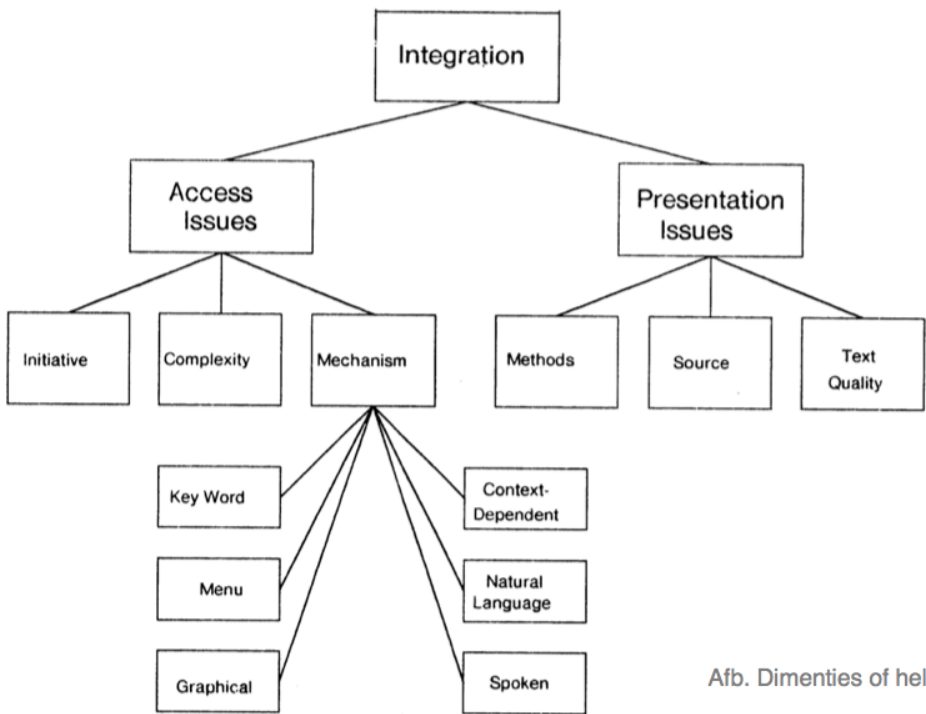 Integration
Access
Issues
Presentation
Issues
Initiative
Complexity
Mechanism
Methods
Source
Text
Quality
Key Word
Context-
Dependent
Menu
Natural
Language
Graphical
Spoken
Afb. Dimenties of hel